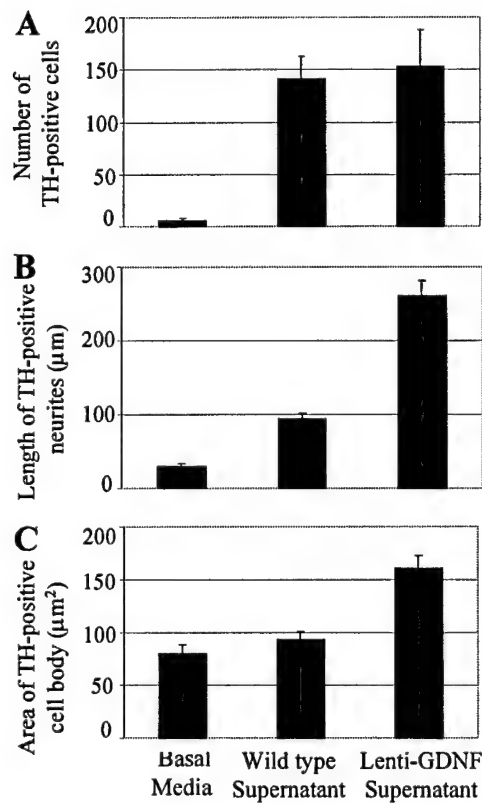 A
Number of
TH-positive cells
200
150
100
50
0
B
Length of TH-positive
neurites (μm)
300
200
100
0
C
Area of TH-positive
cell body (μm²)
200
150
100
50
0
Basal
Media
Wild type
Supernatant
Lenti-GDNF
Supernatant